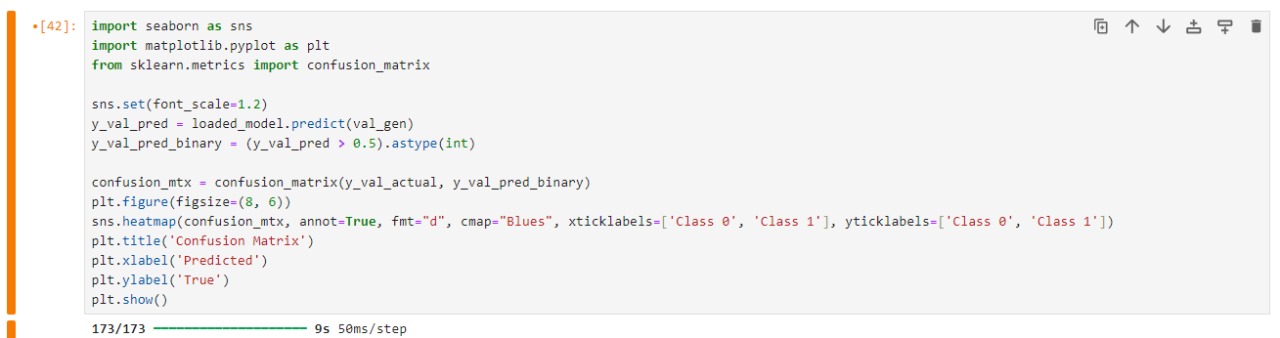 •[42]: import seaborn as sns
import matplotlib.pyplot as plt
from sklearn.metrics import confusion_matrix

sns.set(font_scale=1.2)
y_val_pred = loaded_model.predict(val_gen)
y_val_pred_binary = (y_val_pred > 0.5).astype(int)

confusion_mtx = confusion_matrix(y_val_actual, y_val_pred_binary)
plt.figure(figsize=(8, 6))
sns.heatmap(confusion_mtx, annot=True, fmt="d", cmap="Blues", xticklabels=['Class 0', 'Class 1'], yticklabels=['Class 0', 'Class 1'])
plt.title('Confusion Matrix')
plt.xlabel('Predicted')
plt.ylabel('True')
plt.show()
173/173 ━━━━━━━━━━━━━━━━━━━━ 9s 50ms/step